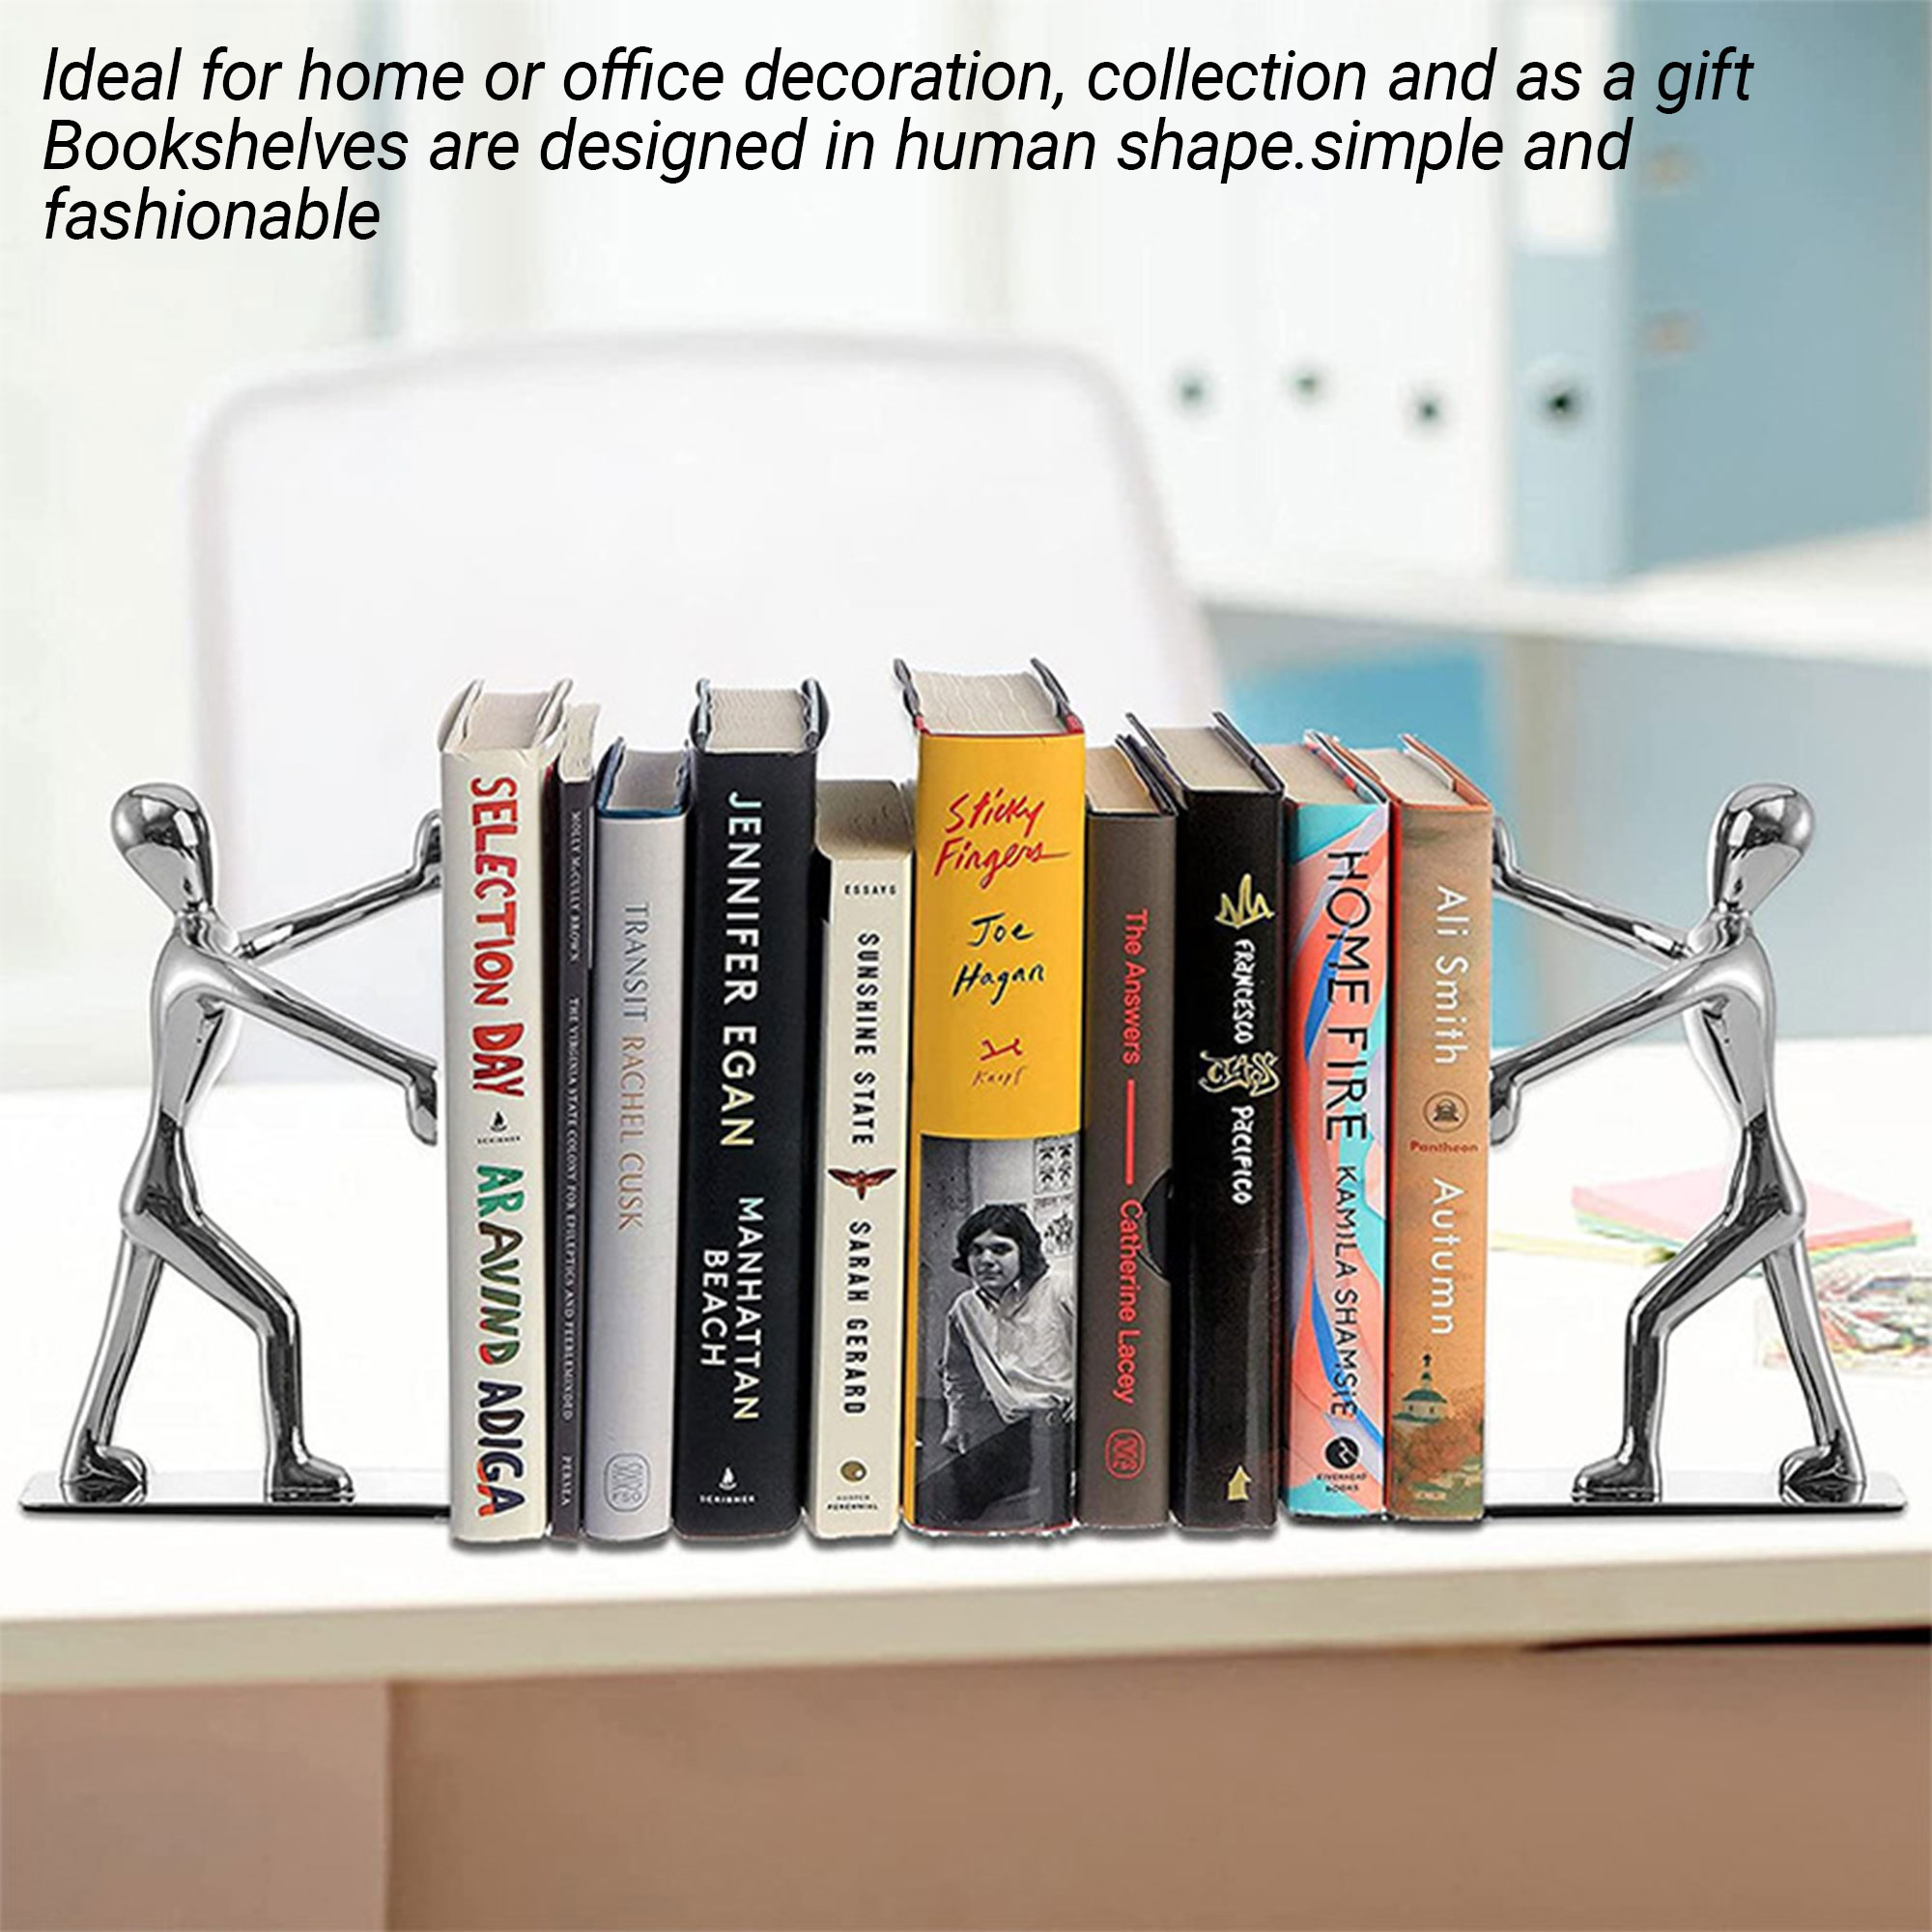 Ideal for home or office decoration, collection and as a gift
Bookshelves are designed in human shape.simple and
fashionable
SELECTION DAY
SCRIBNER
ARAVIND ADIGA
MOLLY MCCULLY BROWN
THE VIRGINIA STATE COLONY FOR EPILEPTICS AND FEEBLEMINDED
PERSEA
TRANSIT RACHEL CUSK
JENNIFER EGAN
MANHATTAN
BEACH
SCRIBNER
ESSAYS
SUNSHINE STATE
SARAH GERARD
HARPER
PERENNIAL
Sticky
Fingers
Joe
Hagan
Knopf
The Answers
Catherine Lacey
FRANCESCO
CLASS
PACIFICO
HOME FIRE
KAMILA SHAMSIE
RIVERHEAD
BOOKS
Ali Smith
Pantheon
Autumn